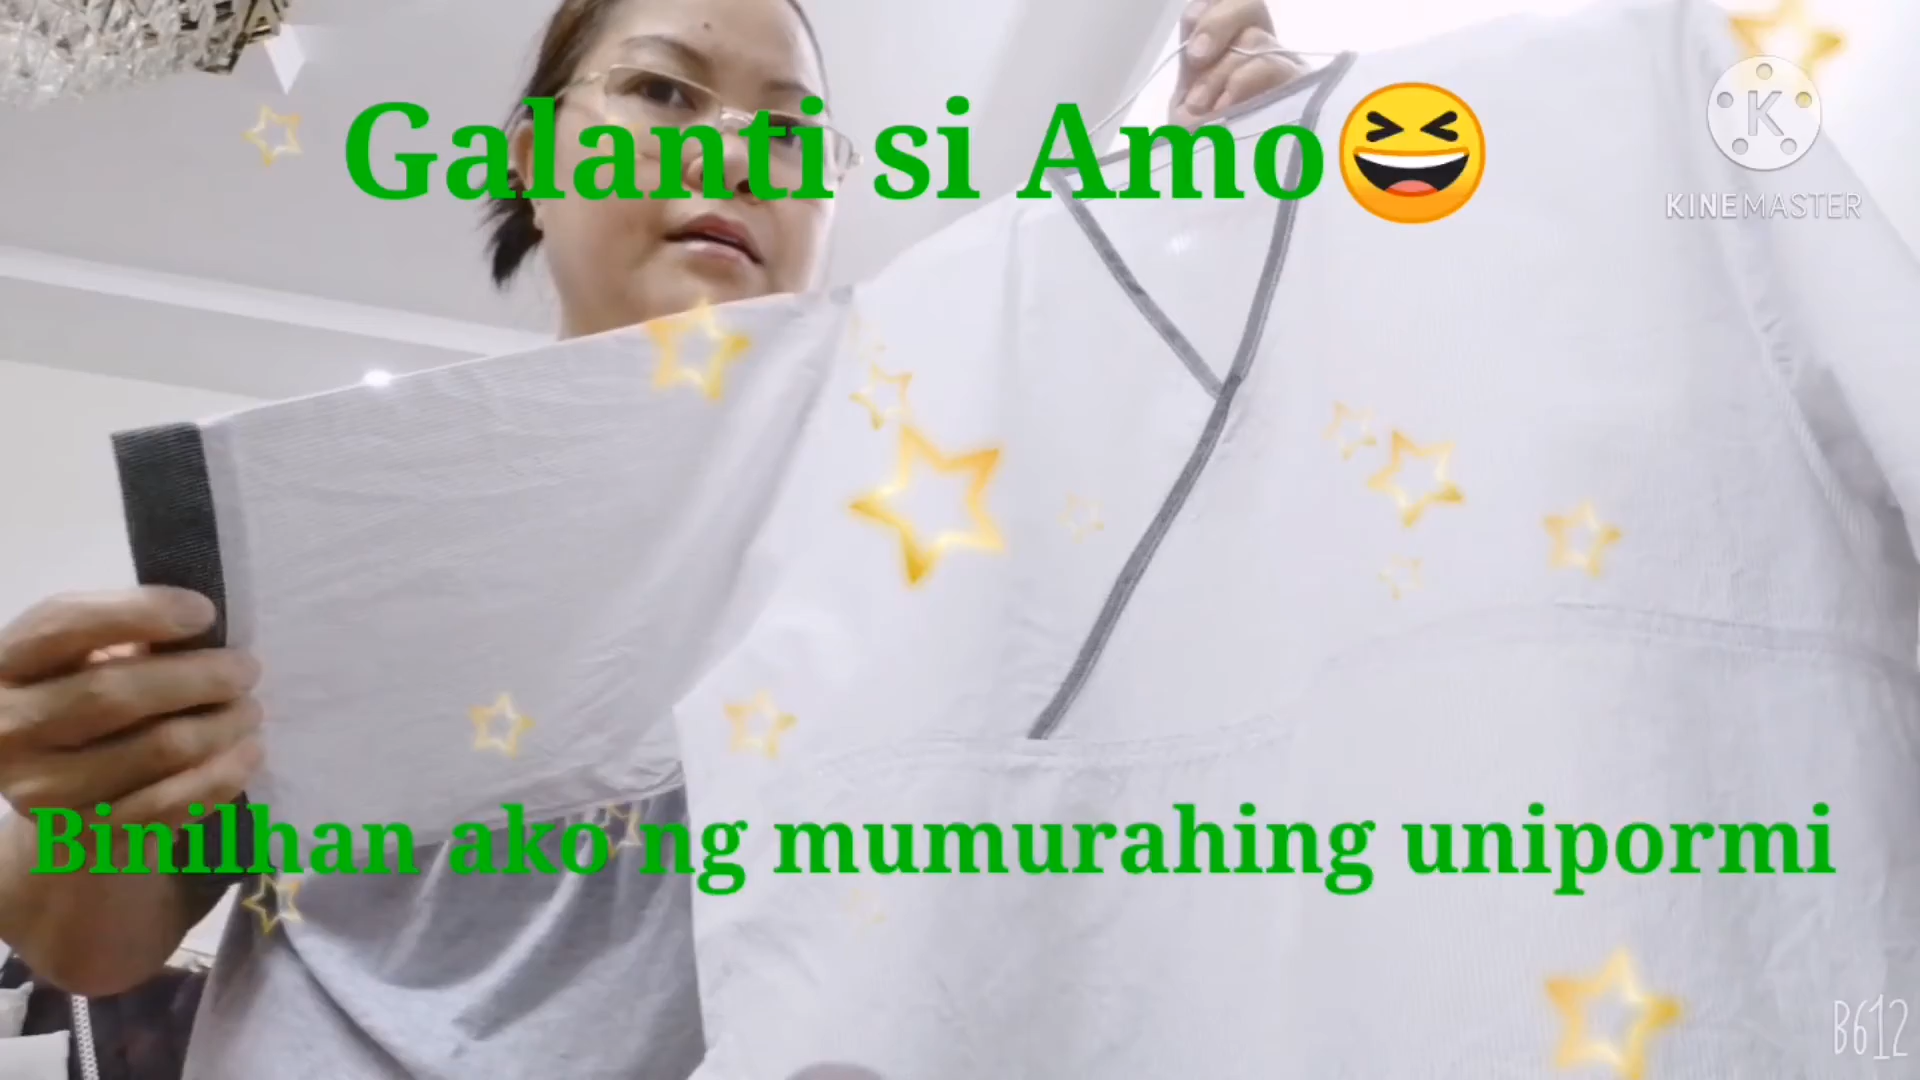 Galanti si Amo😆
KINEMASTER
Binilhan ako ng mumurahing unipormi
B612